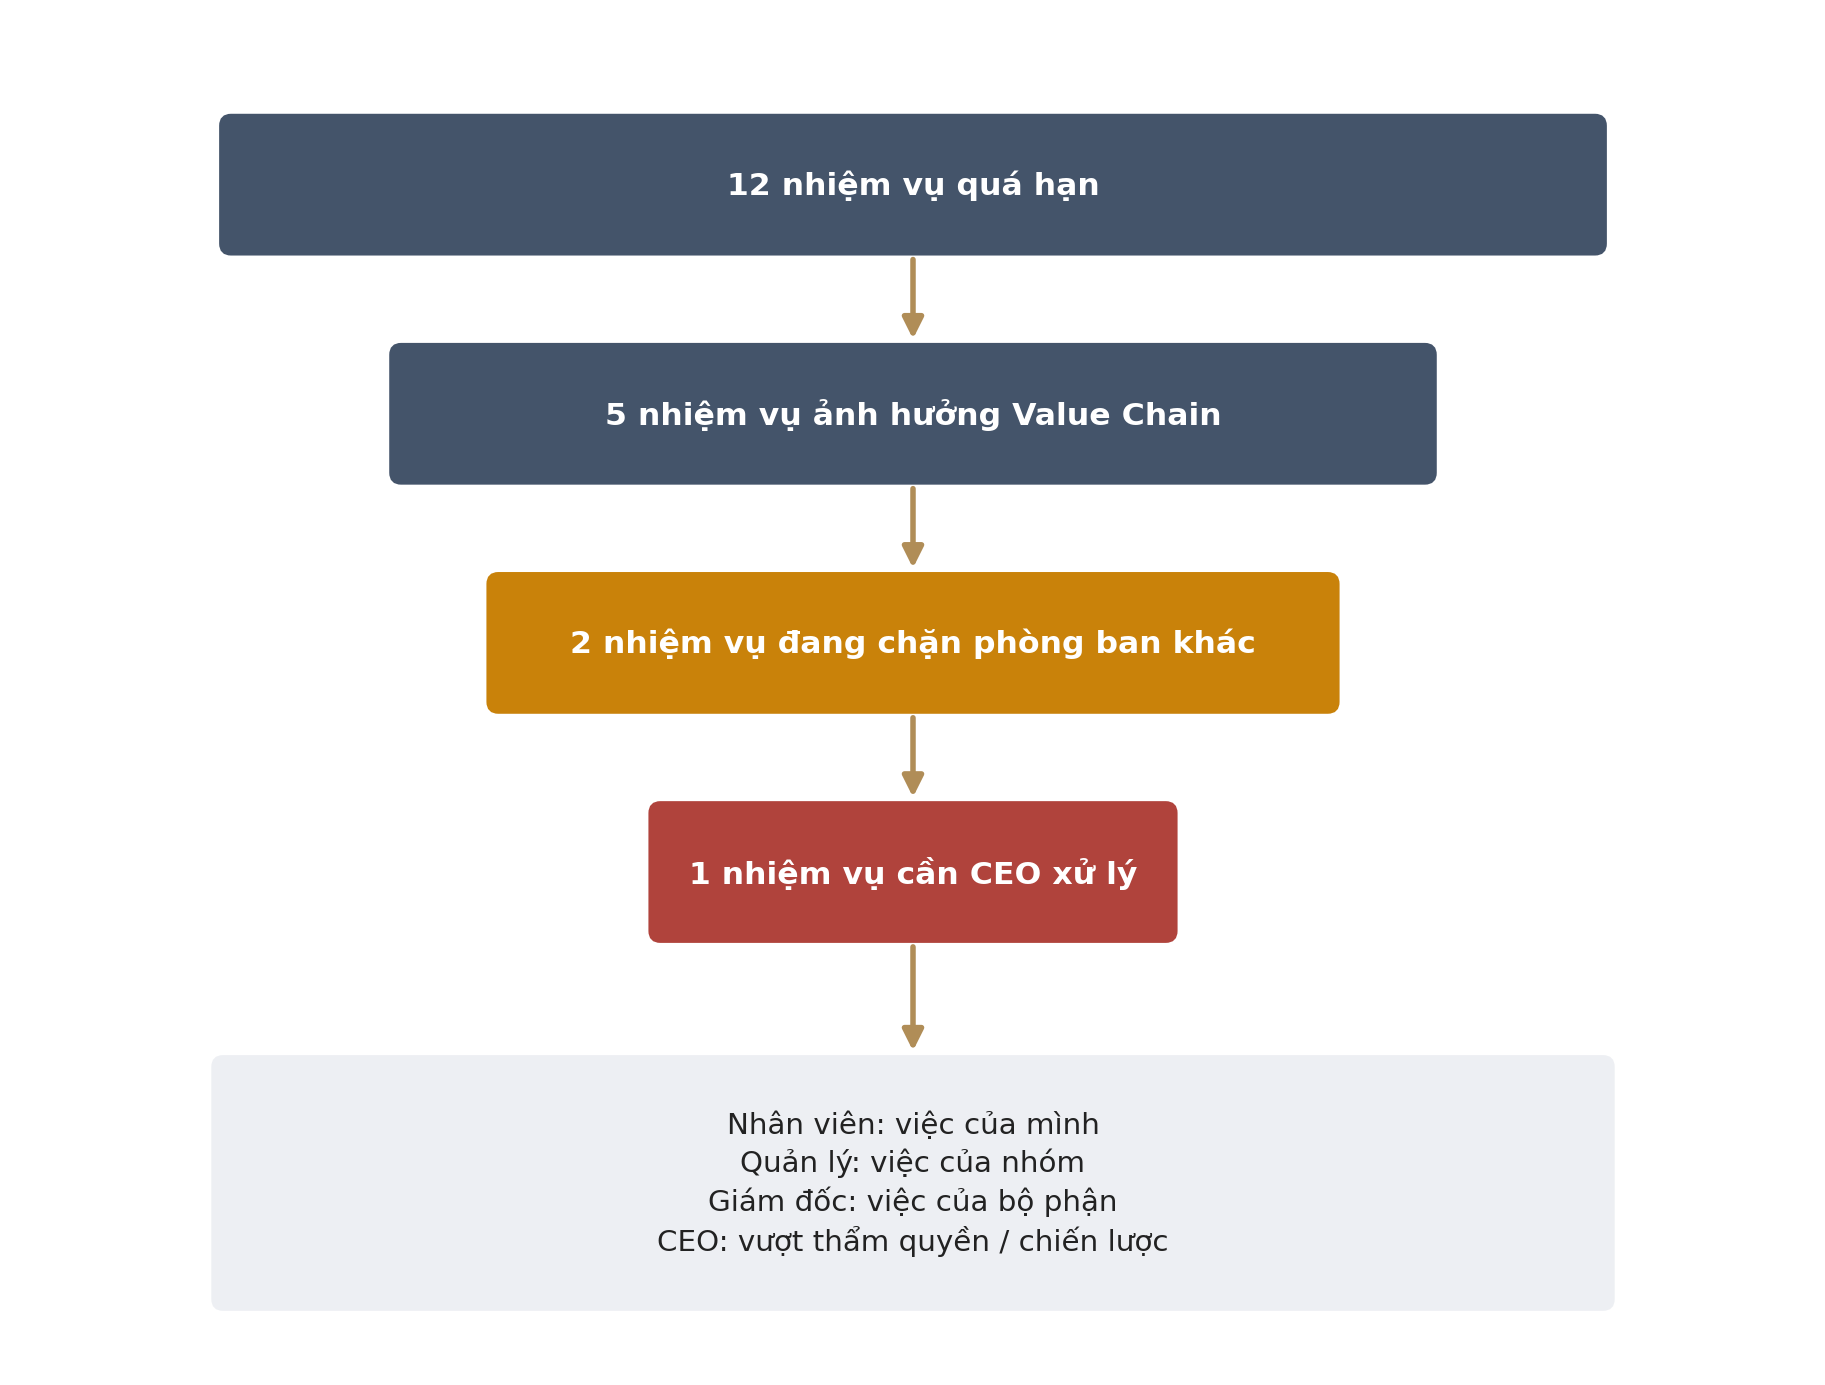 12 nhiệm vụ quá hạn
5 nhiệm vụ ảnh hưởng Value Chain
2 nhiệm vụ đang chặn phòng ban khác
1 nhiệm vụ cần CEO xử lý
Nhân viên: việc của mình
Quản lý: việc của nhóm
Giám đốc: việc của bộ phận
CEO: vượt thẩm quyền / chiến lược